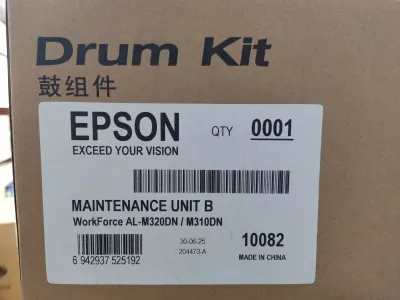 Drum Kit
鼓组件
EPSON QTY 0001
EXCEED YOUR VISION
MAINTENANCE UNIT B
WorkForce AL-M320DN / M310DN
30-06-25 10082
204473-A MADE IN CHINA
6 942937 525192